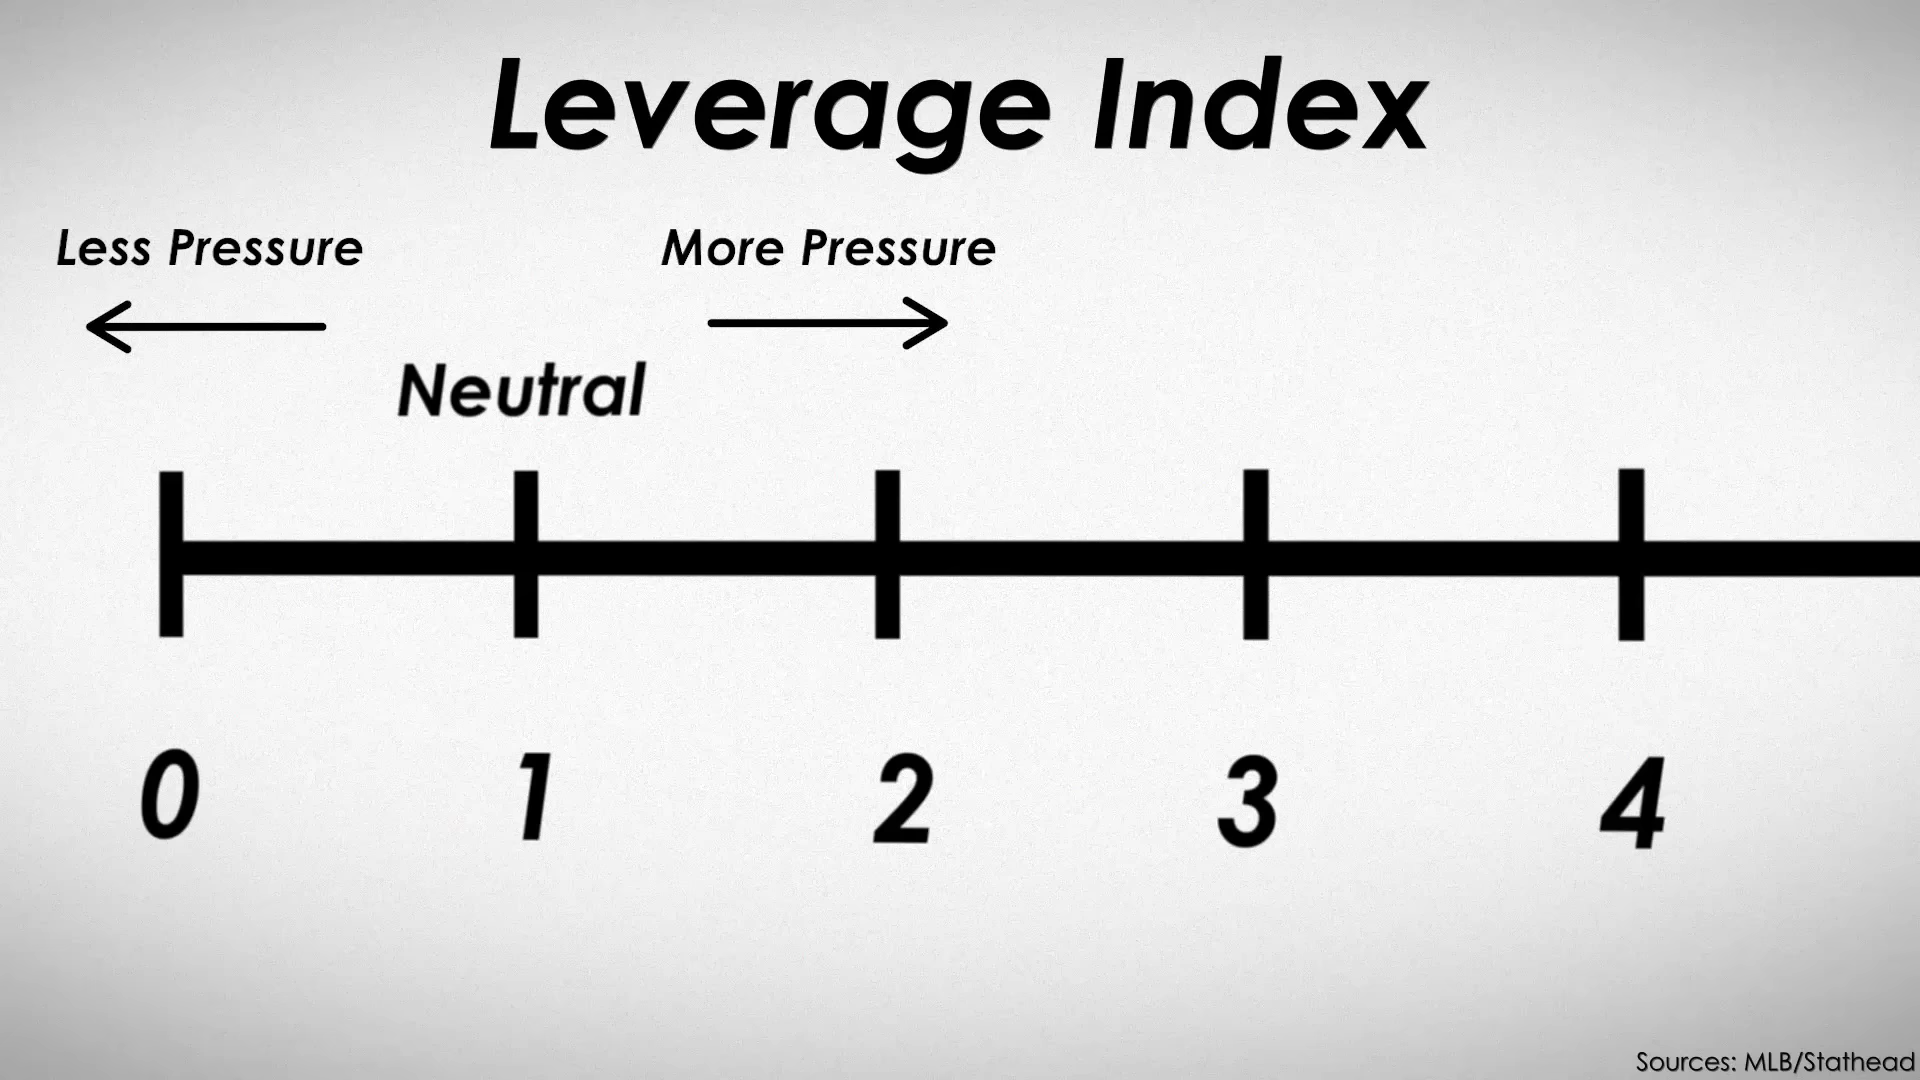 Leverage Index
Less Pressure
More Pressure
Neutral
0 1 2 3 4
Sources: MLB/Stathead